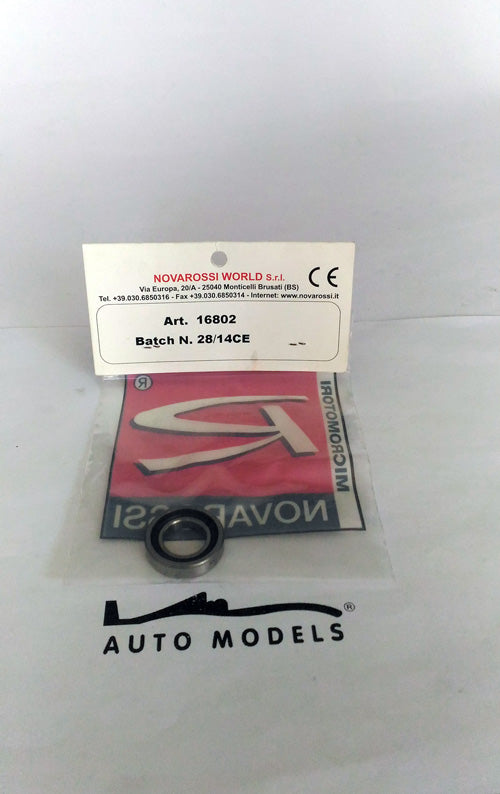 NOVAROSSI WORLD S.r.l.
CE
Via Europa, 20/A - 25040 Monticelli Brusati (BS)
Tel. +39.030.6850316 - Fax +39.030.6850314 - Internet: www.novarossi.it
Art. 16802
Batch N. 28/14CE
®
MICROMOTORI
NOVAROSSI
®
AUTO MODELS